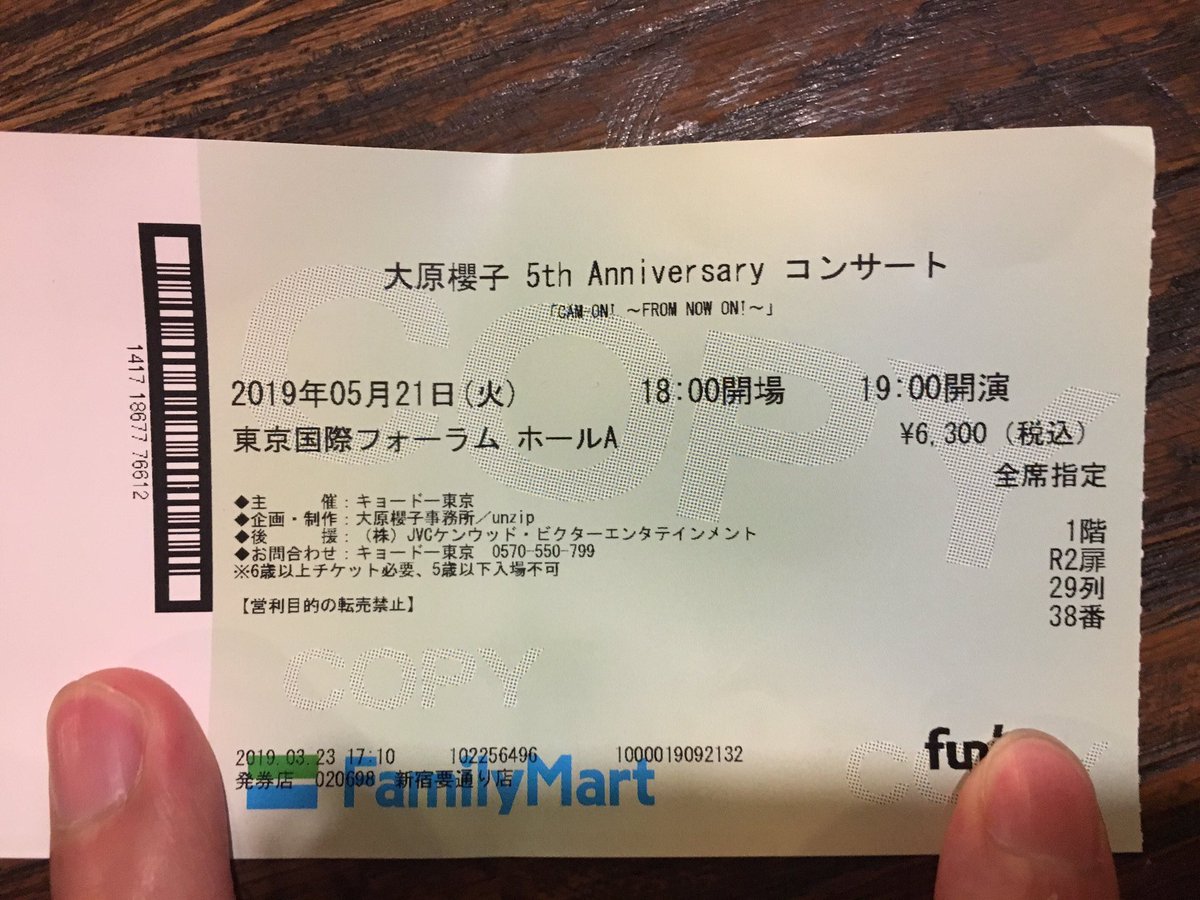 大原櫻子 5th Anniversary コンサート
「CAM-ON! ～FROM NOW ON!～」
2019年05月21日(火) 18:00開場 19:00開演
東京国際フォーラム ホールA ¥6,300（税込）
全席指定
◆主 催：キョードー東京
◆企画・制作：大原櫻子事務所／unzip
◆後 援：（株）JVCケンウッド・ビクターエンタテインメント
◆お問合わせ：キョードー東京 0570-550-799
※6歳以上チケット必要、5歳以下入場不可
【営利目的の転売禁止】
1階
R2扉
29列
38番
1417 18677 76612
COPY
COPY
2019.03.23 17:10 102256496 1000019092132
発券店 020698 新宿要通り店
FamilyMart